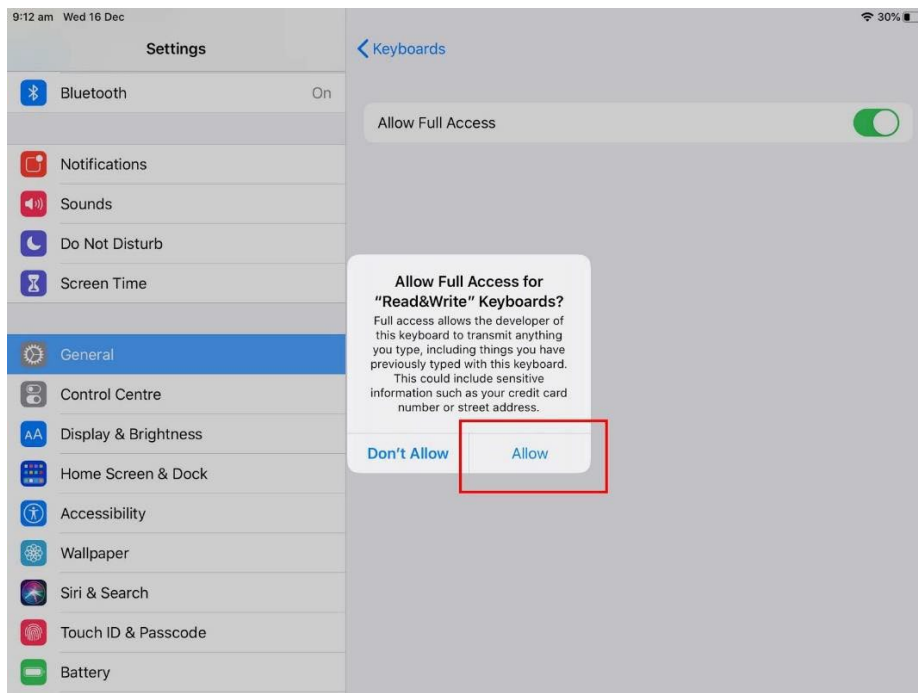 9:12 am Wed 16 Dec
30%
Settings
Keyboards
Bluetooth
On
Allow Full Access
Notifications
Sounds
Do Not Disturb
Screen Time
Allow Full Access for
“Read&Write” Keyboards?
Full access allows the developer of
this keyboard to transmit anything
you type, including things you have
previously typed with this keyboard.
This could include sensitive
information such as your credit card
number or street address.
Don't Allow
Allow
General
Control Centre
AA
Display & Brightness
Home Screen & Dock
Accessibility
Wallpaper
Siri & Search
Touch ID & Passcode
Battery